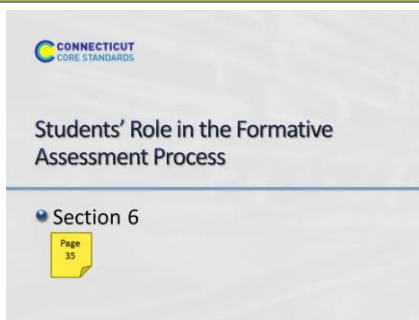 CONNECTICUT
CORE STANDARDS
Students' Role in the Formative
Assessment Process
Section 6
Page
35